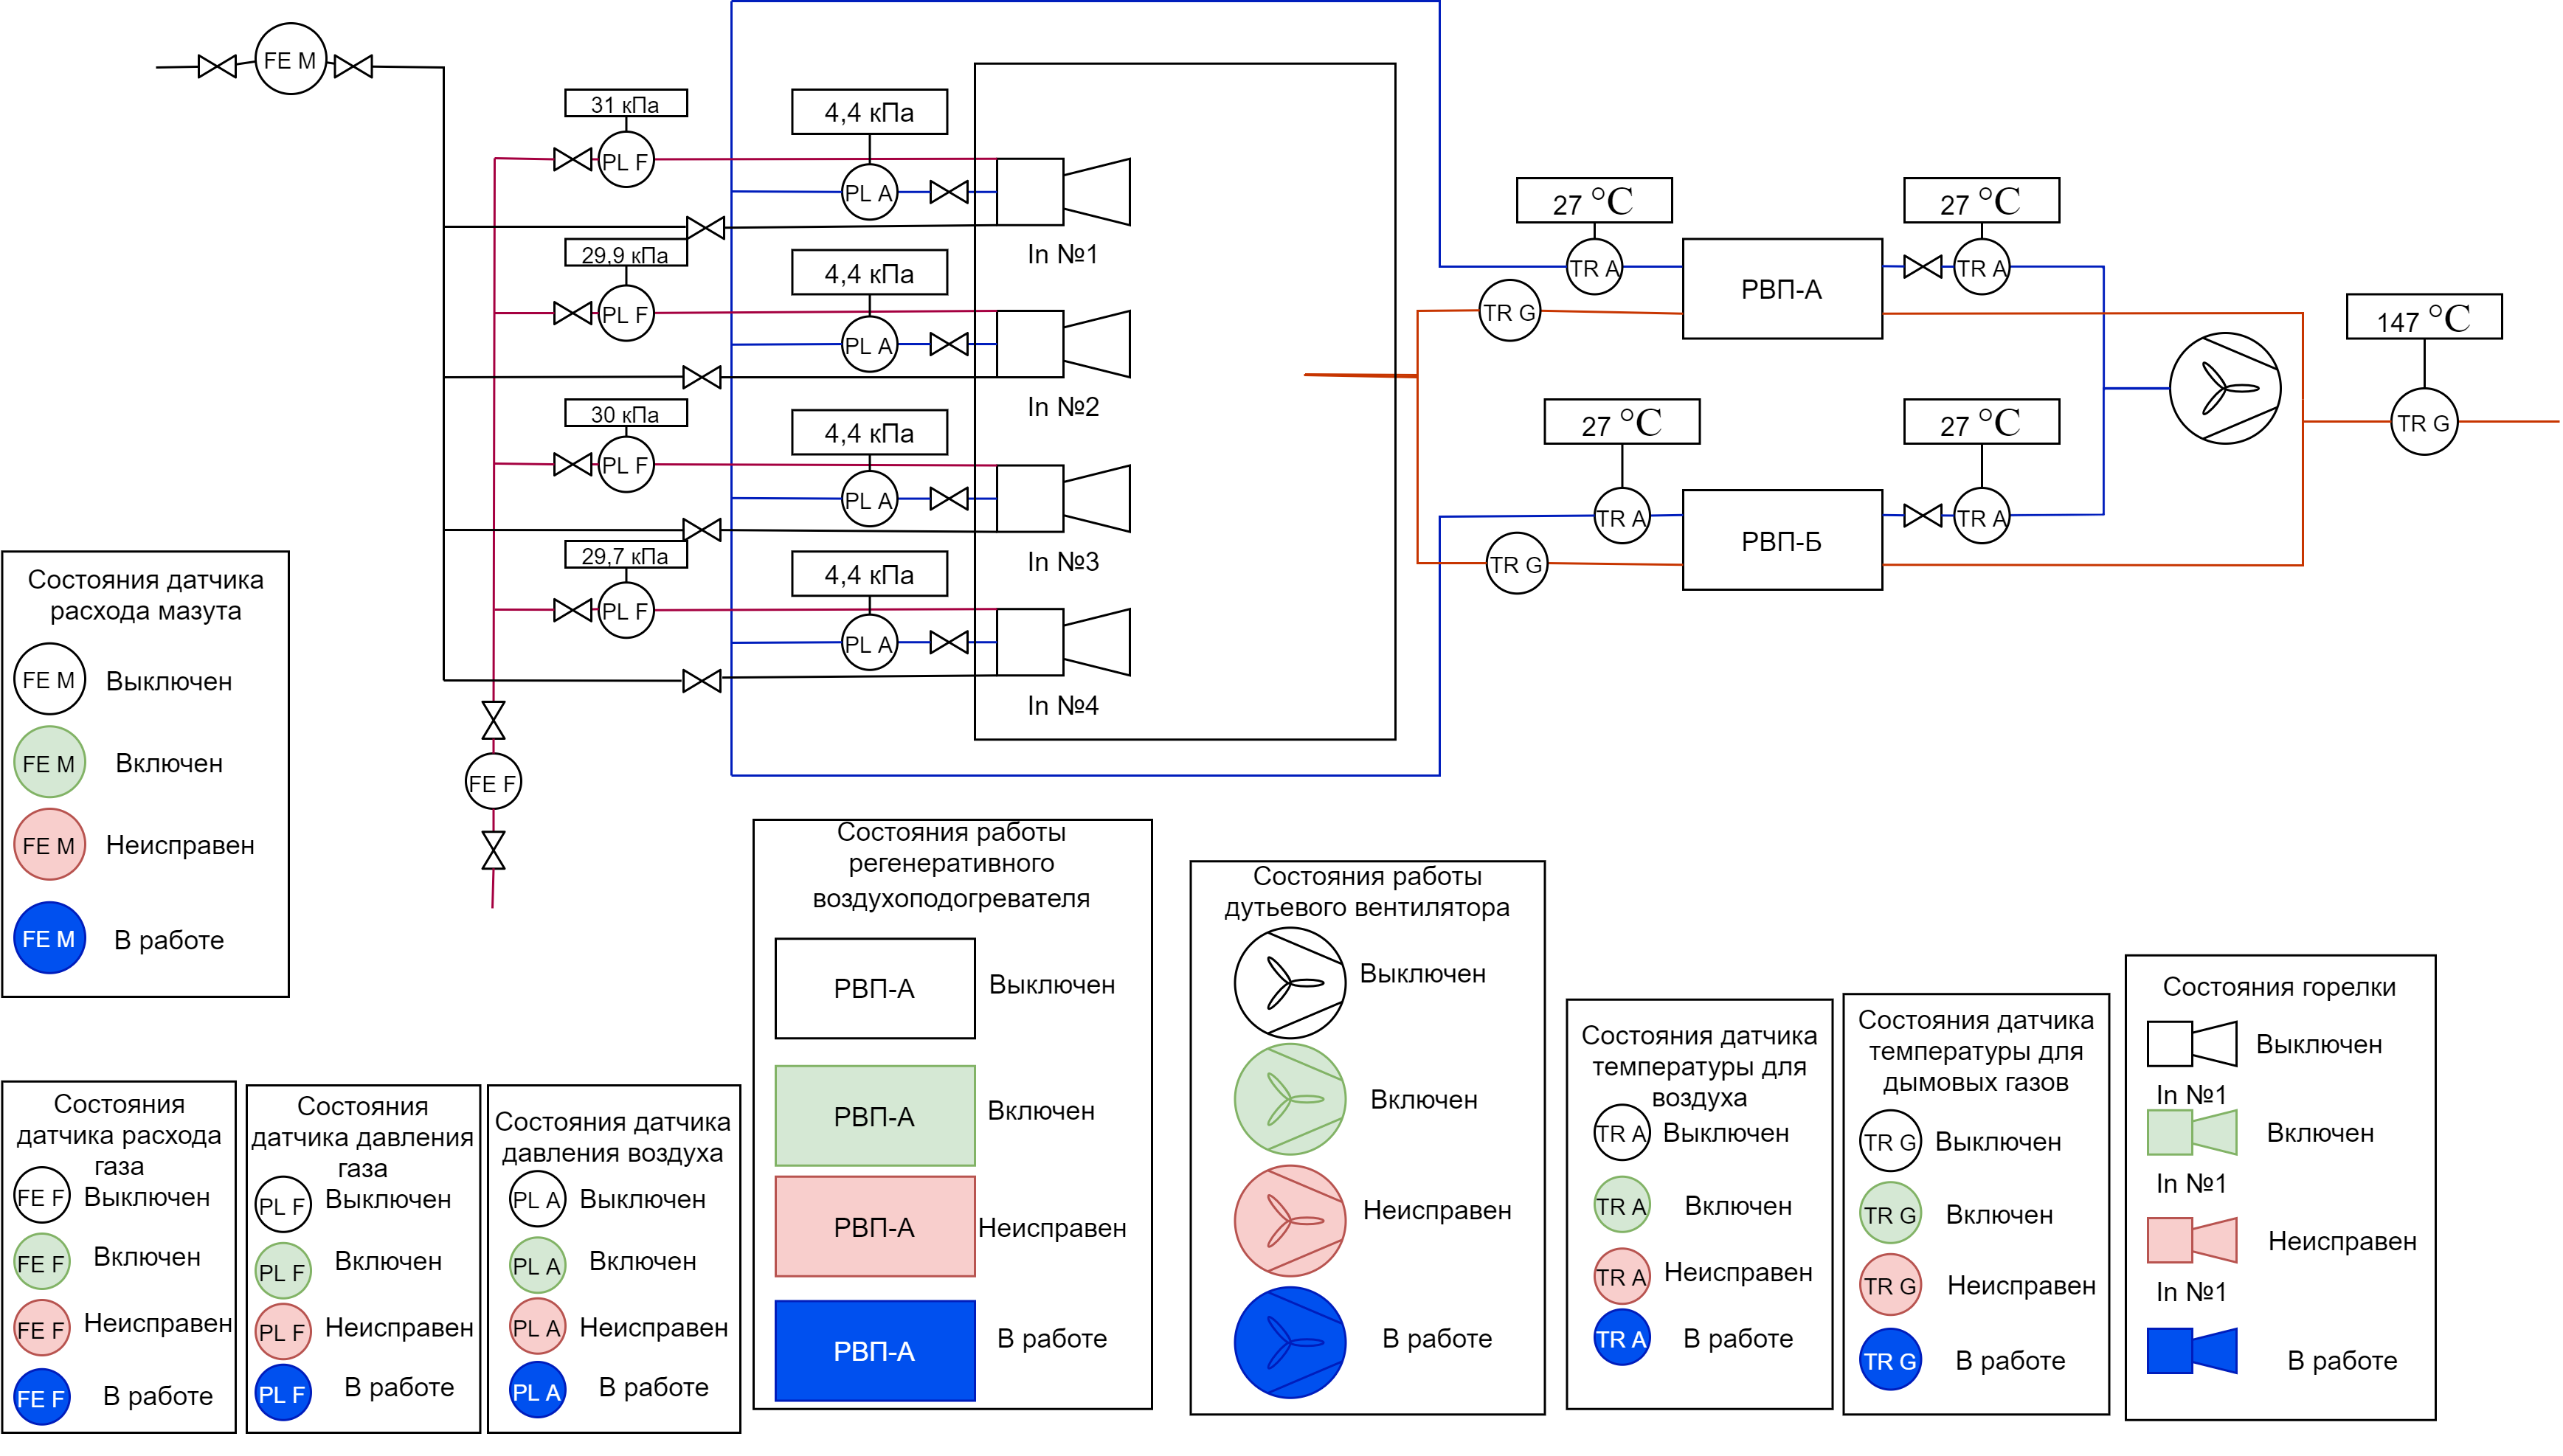 FE M
31 кПа
PL F
4,4 кПа
PL A
In №1
29,9 кПа
PL F
4,4 кПа
PL A
In №2
30 кПа
PL F
4,4 кПа
PL A
In №3
29,7 кПа
PL F
4,4 кПа
PL A
In №4
FE F
27 °C
TR A
27 °C
TR A
TR G
РВП-А
147 °C
TR G
27 °C
TR A
27 °C
TR A
TR G
РВП-Б
Состояния датчика
расхода мазута
FE M Выключен
FE M Включен
FE M Неисправен
FE M В работе
Состояния
датчика расхода
газа
FE F Выключен
FE F Включен
FE F Неисправен
FE F В работе
Состояния
датчика давления
газа
PL F Выключен
PL F Включен
PL F Неисправен
PL F В работе
Состояния датчика
давления воздуха
PL A Выключен
PL A Включен
PL A Неисправен
PL A В работе
Состояния работы
регенеративного
воздухоподогревателя
РВП-А Выключен
РВП-А Включен
РВП-А Неисправен
РВП-А В работе
Состояния работы
дутьевого вентилятора
Выключен
Включен
Неисправен
В работе
Состояния датчика
температуры для
воздуха
TR A Выключен
TR A Включен
TR A Неисправен
TR A В работе
Состояния датчика
температуры для
дымовых газов
TR G Выключен
TR G Включен
TR G Неисправен
TR G В работе
Состояния горелки
Выключен
In №1
Включен
In №1
Неисправен
In №1
В работе